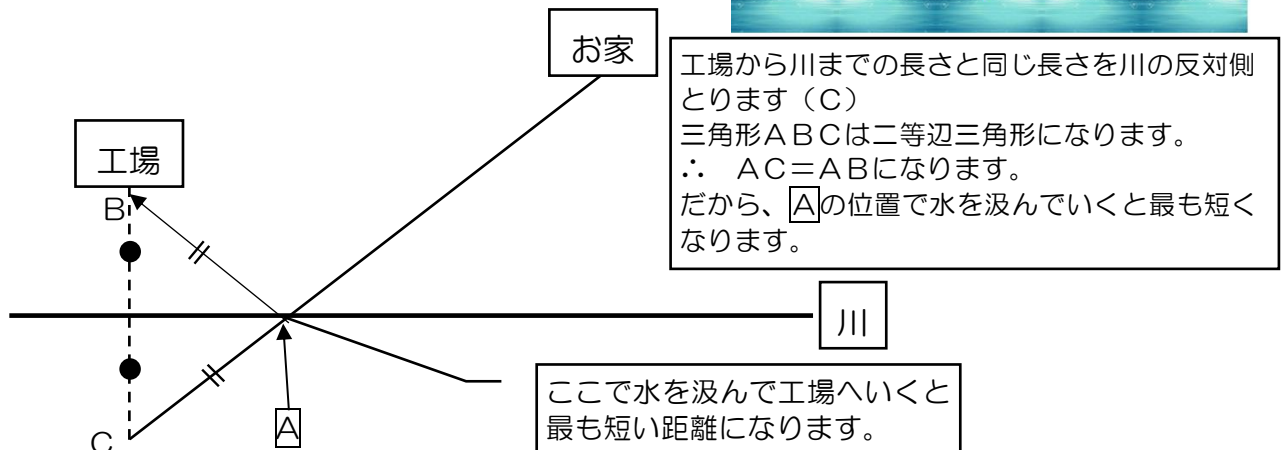 お家
工場から川までの長さと同じ長さを川の反対側
とります（C）
三角形ABCは二等辺三角形になります。
∴　AC＝ABになります。
だから、Aの位置で水を汲んでいくと最も短く
なります。
工場
B
川
ここで水を汲んで工場へいくと
最も短い距離になります。
A
C